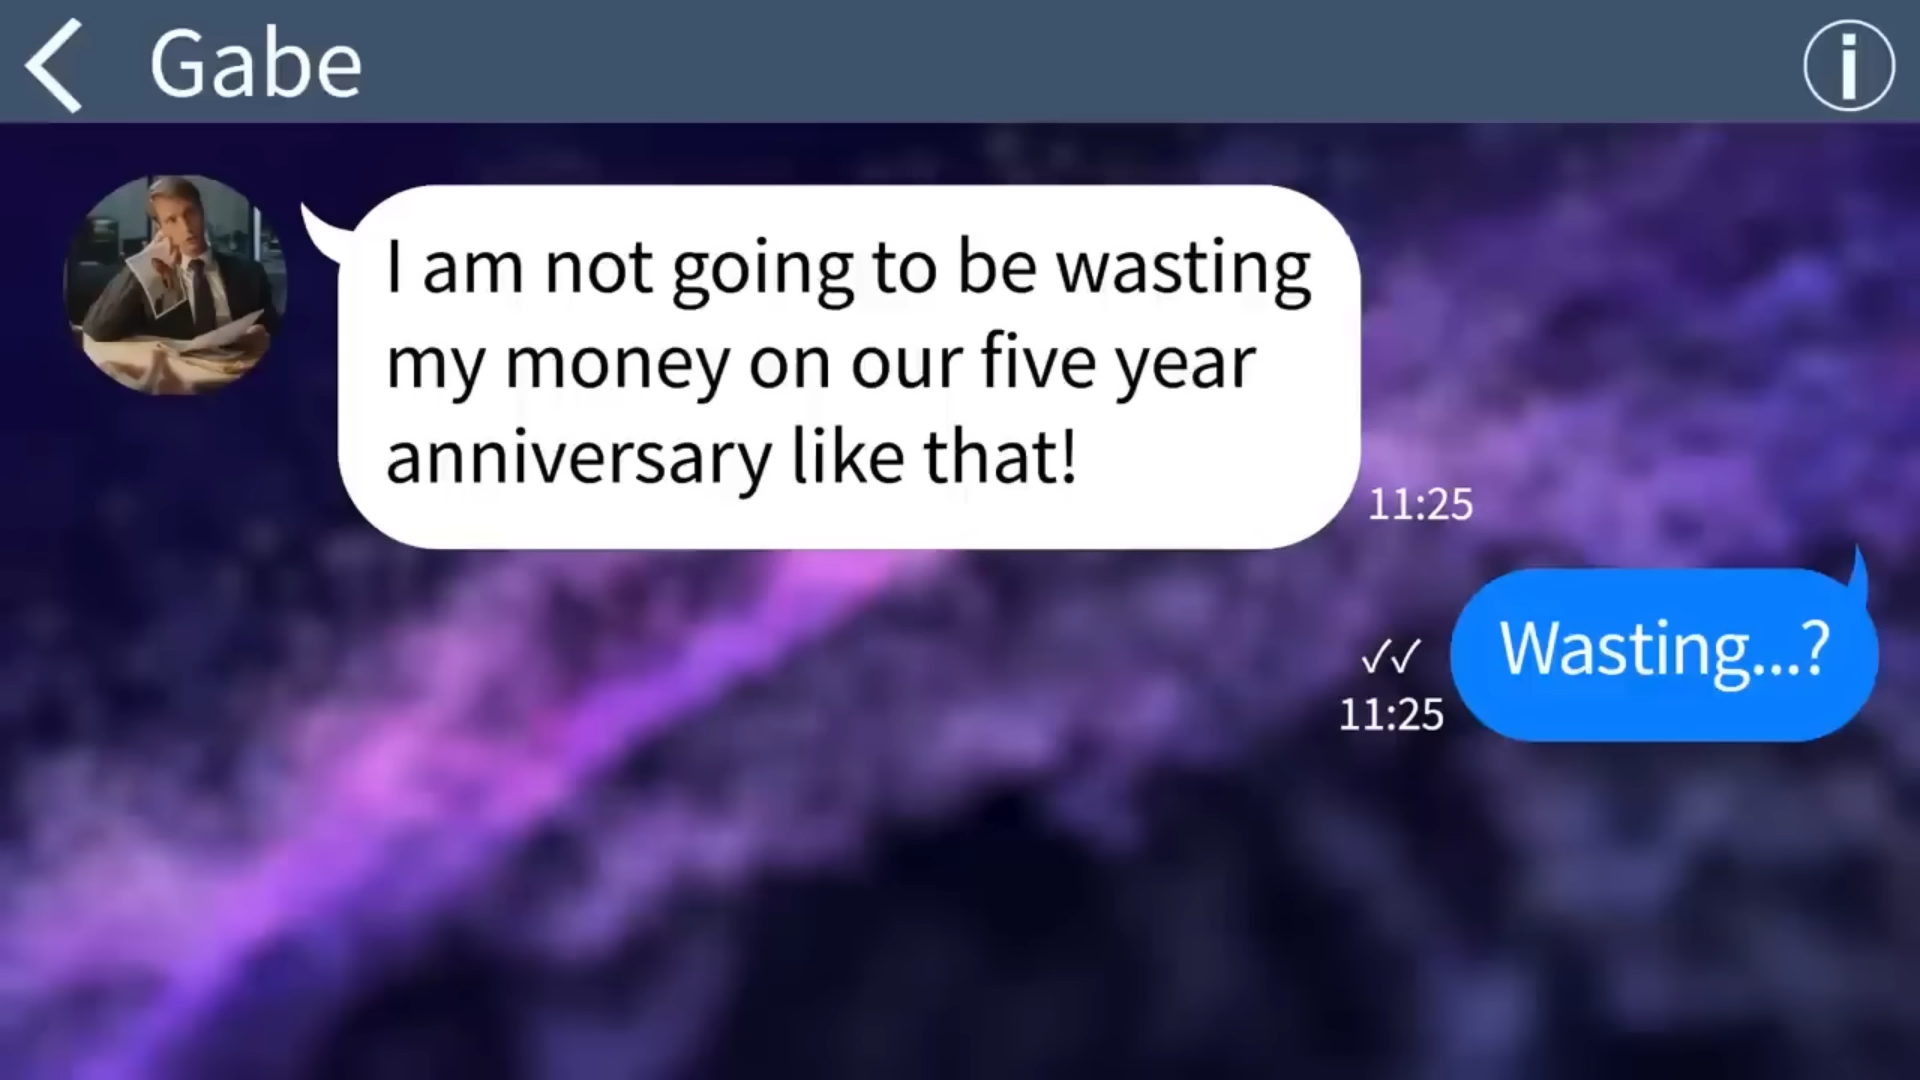 Gabe
I am not going to be wasting
my money on our five year
anniversary like that!
11:25
Wasting...?
11:25